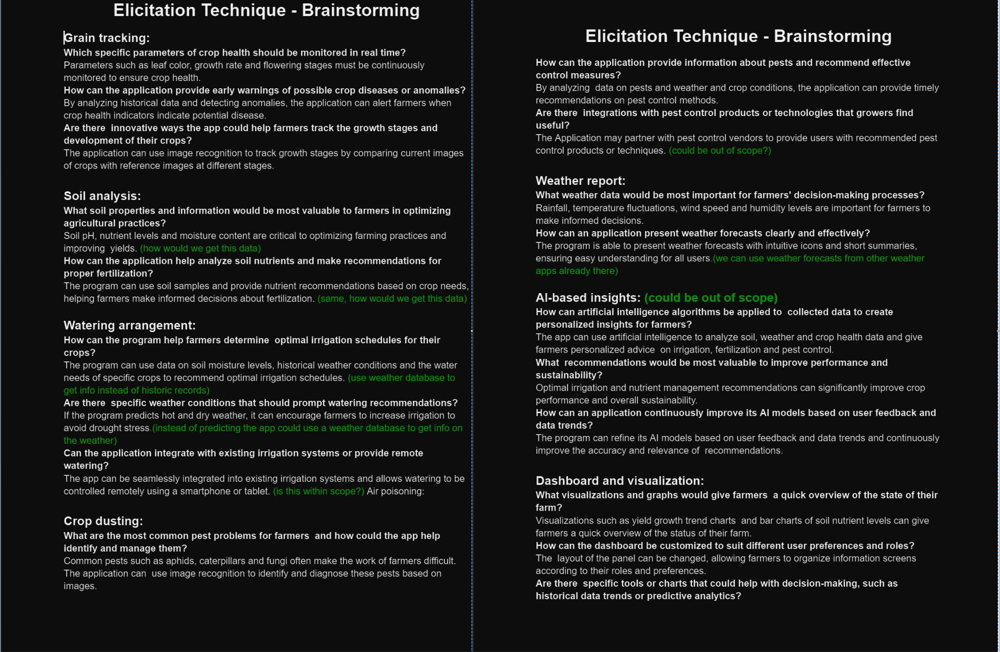 Elicitation Technique - Brainstorming
Grain tracking:
Which specific parameters of crop health should be monitored in real time?
Parameters such as leaf color, growth rate and flowering stages must be continuously
monitored to ensure crop health.
How can the application provide early warnings of possible crop diseases or anomalies?
By analyzing historical data and detecting anomalies, the application can alert farmers when
crop health indicators indicate potential disease.
Are there  innovative ways the app could help farmers track the growth stages and
development of their crops?
The application can use image recognition to track growth stages by comparing current images
of crops with reference images at different stages.
Soil analysis:
What soil properties and information would be most valuable to farmers in optimizing
agricultural practices?
Soil pH, nutrient levels and moisture content are critical to optimizing farming practices and
improving  yields. (how would we get this data)
How can the application help analyze soil nutrients and make recommendations for
proper fertilization?
The program can use soil samples and provide nutrient recommendations based on crop needs,
helping farmers make informed decisions about fertilization. (same, how would we get this data)
Watering arrangement:
How can the program help farmers determine  optimal irrigation schedules for their
crops?
The program can use data on soil moisture levels, historical weather conditions and the water
needs of specific crops to recommend optimal irrigation schedules. (use weather database to
get info instead of historic records)
Are there  specific weather conditions that should prompt watering recommendations?
If the program predicts hot and dry weather, it can encourage farmers to increase irrigation to
avoid drought stress.(instead of predicting the app could use a weather database to get info on
the weather)
Can the application integrate with existing irrigation systems or provide remote
watering?
The app can be seamlessly integrated into existing irrigation systems and allows watering to be
controlled remotely using a smartphone or tablet. (is this within scope?) Air poisoning:
Crop dusting:
What are the most common pest problems for farmers  and how could the app help
identify and manage them?
Common pests such as aphids, caterpillars and fungi often make the work of farmers difficult.
The application can  use image recognition to identify and diagnose these pests based on
images.
Elicitation Technique - Brainstorming
How can the application provide information about pests and recommend effective
control measures?
By analyzing  data on pests and weather and crop conditions, the application can provide timely
recommendations on pest control methods.
Are there  integrations with pest control products or technologies that growers find
useful?
The Application may partner with pest control vendors to provide users with recommended pest
control products or techniques. (could be out of scope?)
Weather report:
What weather data would be most important for farmers' decision-making processes?
Rainfall, temperature fluctuations, wind speed and humidity levels are important for farmers to
make informed decisions.
How can an application present weather forecasts clearly and effectively?
The program is able to present weather forecasts with intuitive icons and short summaries,
ensuring easy understanding for all users.(we can use weather forecasts from other weather
apps already there)
AI-based insights: (could be out of scope)
How can artificial intelligence algorithms be applied to  collected data to create
personalized insights for farmers?
The app can use artificial intelligence to analyze soil, weather and crop health data and give
farmers personalized advice  on irrigation, fertilization and pest control.
What  recommendations would be most valuable to improve performance and
sustainability?
Optimal irrigation and nutrient management recommendations can significantly improve crop
performance and overall sustainability.
How can an application continuously improve its AI models based on user feedback and
data trends?
The program can refine its AI models based on user feedback and data trends and continuously
improve the accuracy and relevance of  recommendations.
Dashboard and visualization:
What visualizations and graphs would give farmers  a quick overview of the state of their
farm?
Visualizations such as yield growth trend charts  and bar charts of soil nutrient levels can give
farmers a quick overview of the status of their farm.
How can the dashboard be customized to suit different user preferences and roles?
The  layout of the panel can be changed, allowing farmers to organize information screens
according to their roles and preferences.
Are there  specific tools or charts that could help with decision-making, such as
historical data trends or predictive analytics?